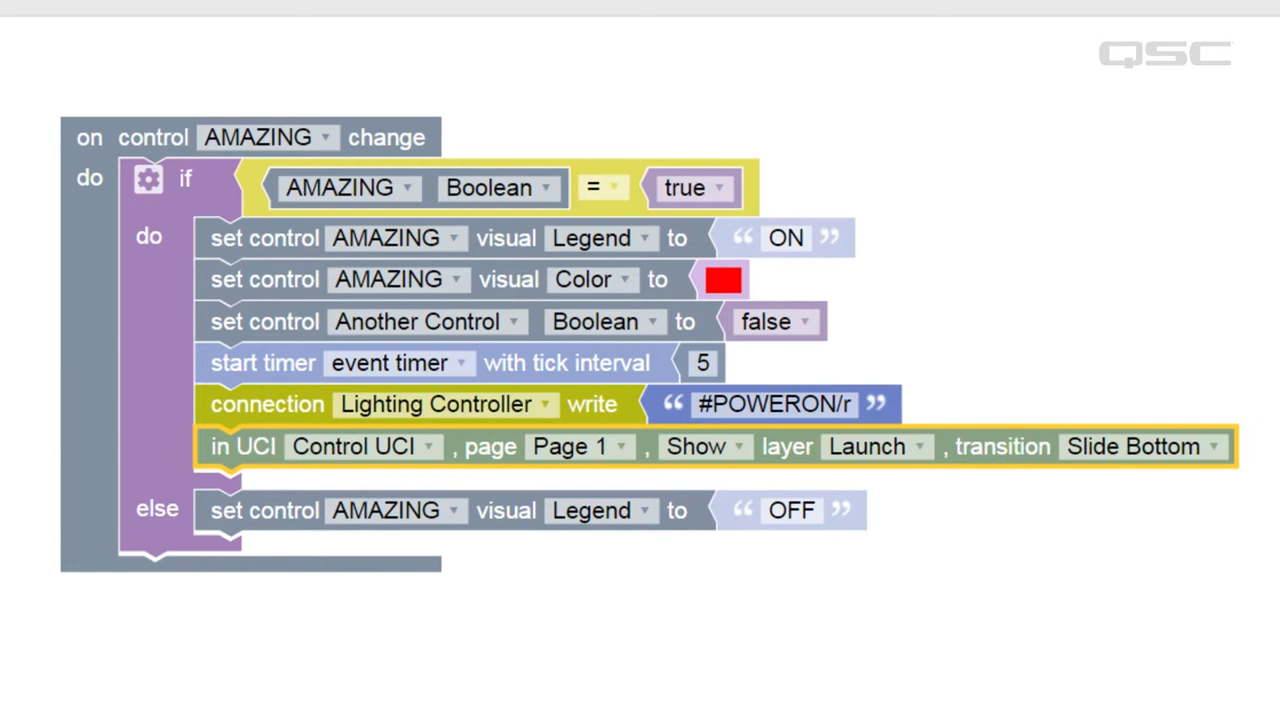 QSC
on control AMAZING change
do if AMAZING Boolean = true
do set control AMAZING visual Legend to “ ON ”
set control AMAZING visual Color to
set control Another Control Boolean to false
start timer event timer with tick interval 5
connection Lighting Controller write “ #POWERON/r ”
in UCI Control UCI , page Page 1 , Show layer Launch , transition Slide Bottom
else set control AMAZING visual Legend to “ OFF ”